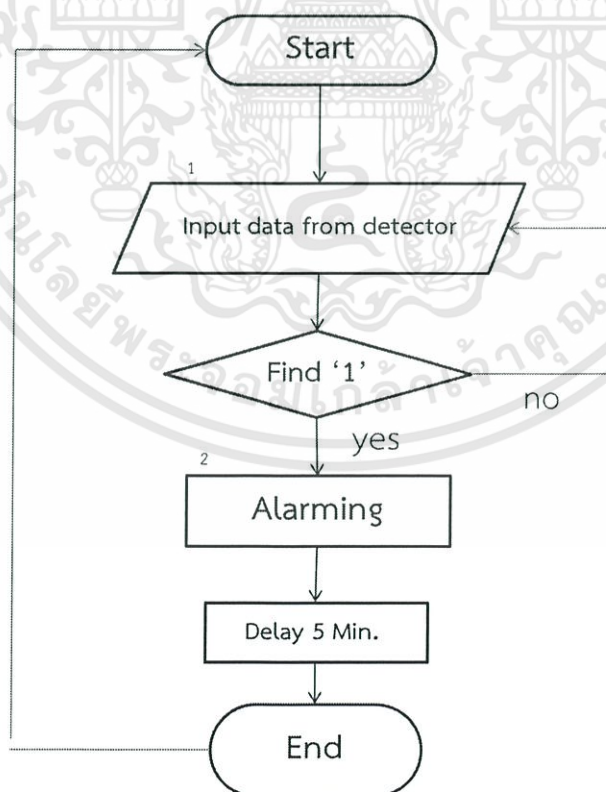 Start
1
Input data from detector
Find ‘1’
no
yes
2
Alarming
Delay 5 Min.
End